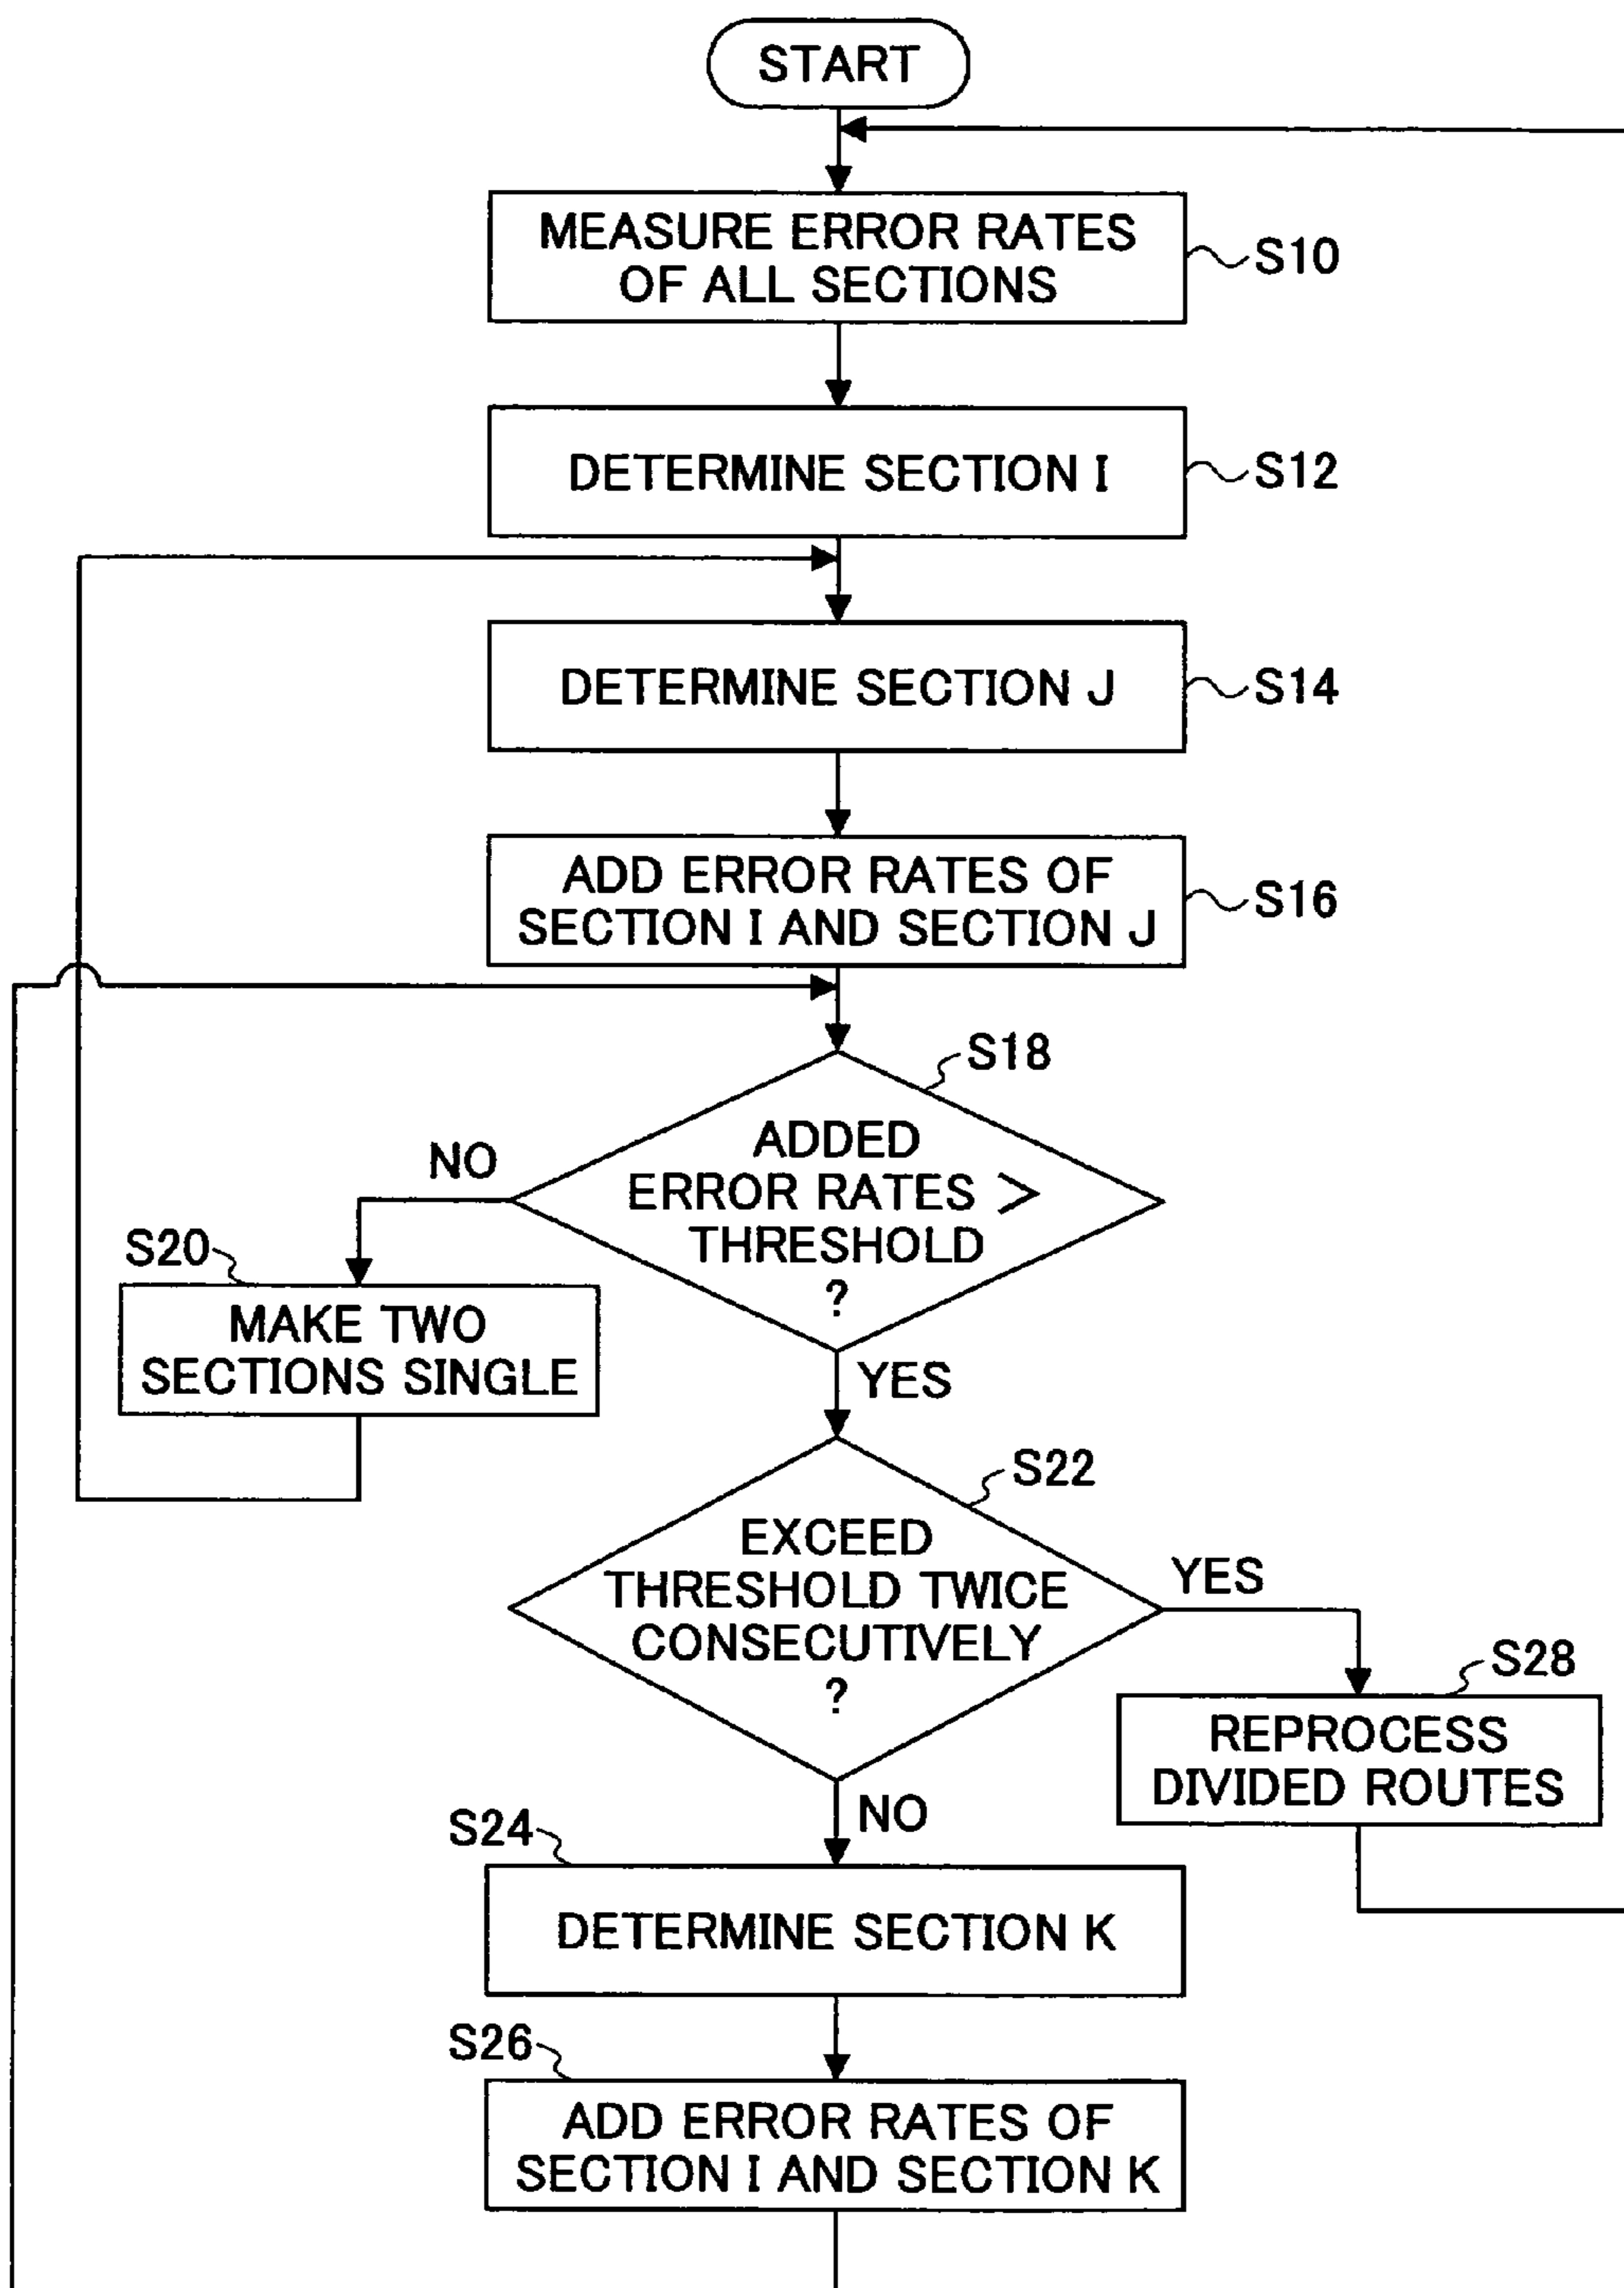 START
MEASURE ERROR RATES
OF ALL SECTIONS
S10
DETERMINE SECTION I
S12
DETERMINE SECTION J
S14
ADD ERROR RATES OF
SECTION I AND SECTION J
S16
S18
ADDED
ERROR RATES >
THRESHOLD
?
NO
S20
MAKE TWO
SECTIONS SINGLE
YES
S22
EXCEED
THRESHOLD TWICE
CONSECUTIVELY
?
YES
S28
REPROCESS
DIVIDED ROUTES
NO
S24
DETERMINE SECTION K
S26
ADD ERROR RATES OF
SECTION I AND SECTION K